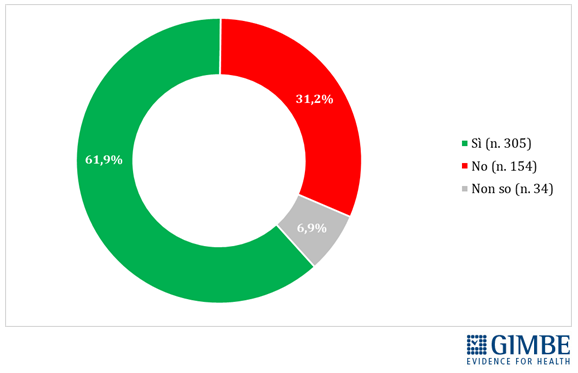 31,2%
61,9%
6,9%
Sì (n. 305)
No (n. 154)
Non so (n. 34)
GIMBE
EVIDENCE FOR HEALTH